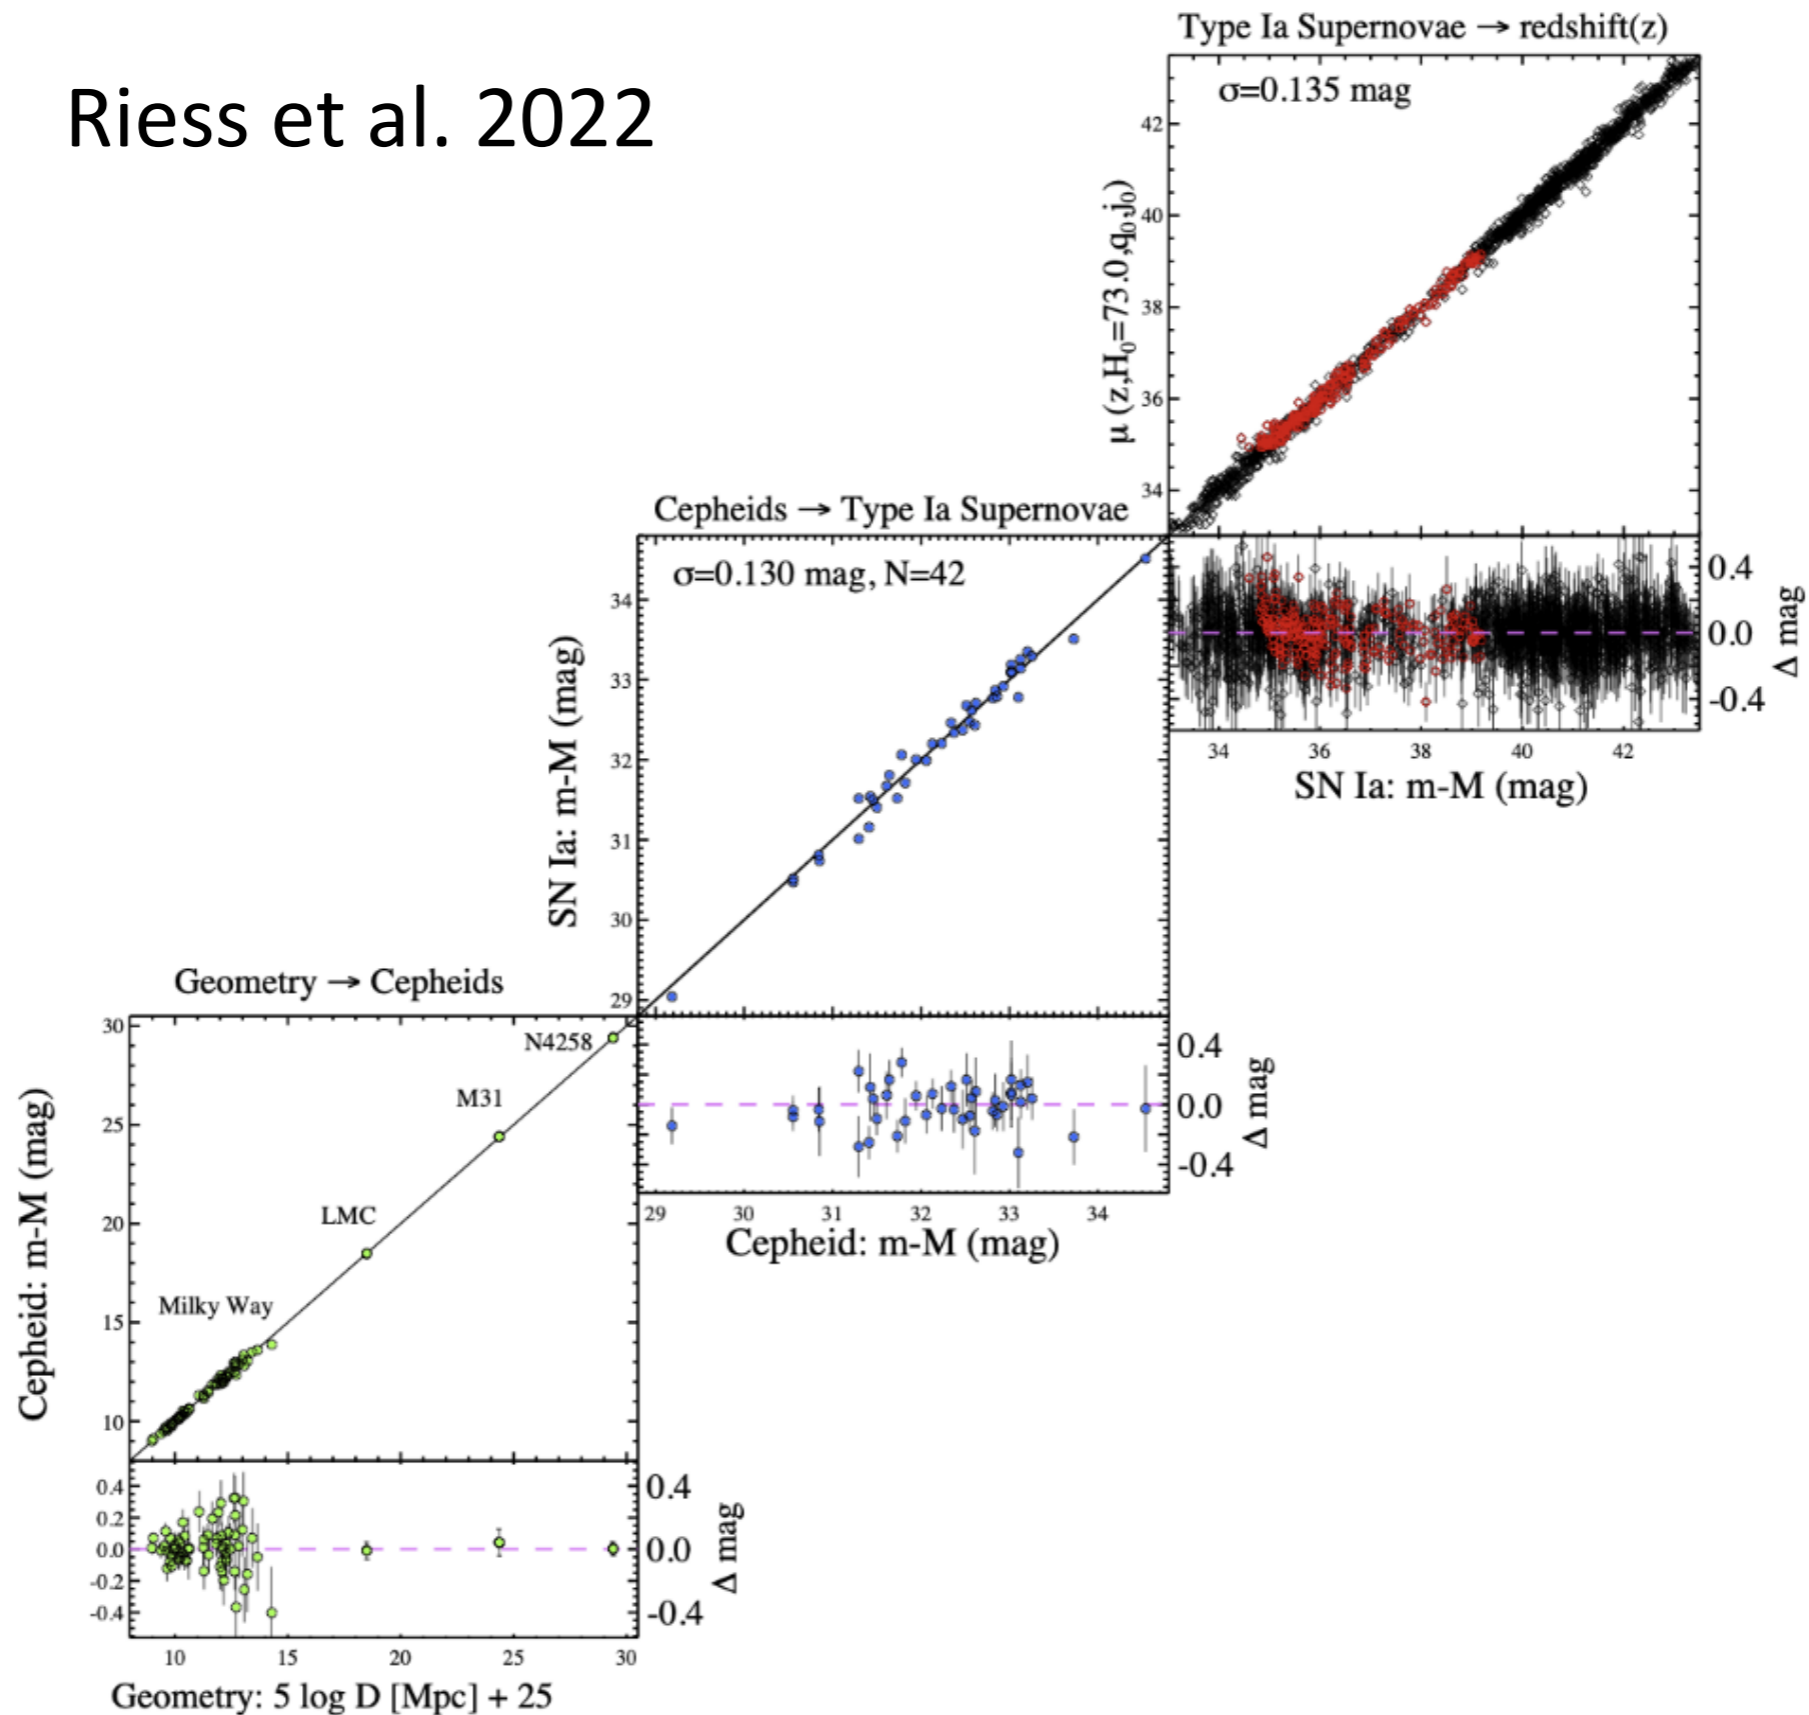 Riess et al. 2022
Type Ia Supernovae → redshift(z)
σ=0.135 mag
μ (z,H₀=73.0,q₀,j₀)
42
40
38
36
34
0.4
0.0
-0.4
Δ mag
34 36 38 40 42
SN Ia: m-M (mag)
Cepheids → Type Ia Supernovae
σ=0.130 mag, N=42
SN Ia: m-M (mag)
34
33
32
31
30
29
0.4
0.0
-0.4
Δ mag
29 30 31 32 33 34
Cepheid: m-M (mag)
Geometry → Cepheids
N4258
M31
LMC
Milky Way
Cepheid: m-M (mag)
30
25
20
15
10
0.4
0.2
0.0
-0.2
-0.4
0.4
0.0
-0.4
Δ mag
10 15 20 25 30
Geometry: 5 log D [Mpc] + 25